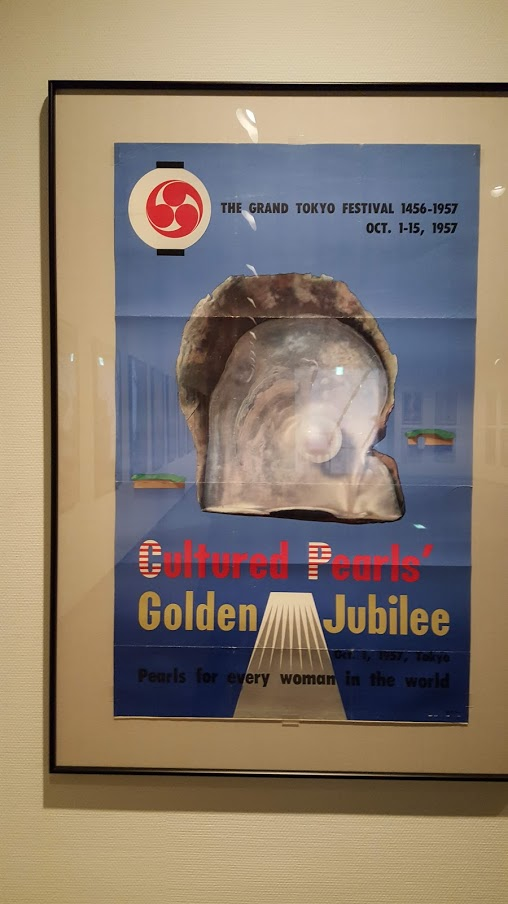 THE GRAND TOKYO FESTIVAL 1456-1957
OCT. 1-15, 1957
Cultured Pearls'
Golden Jubilee
Oct. 1, 1957, Tokyo
Pearls for every woman in the world